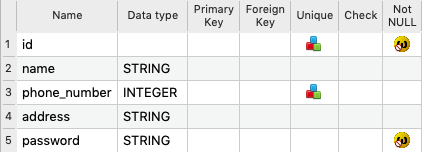 Name Data type Primary Key Foreign Key Unique Check Not NULL
1 id
2 name STRING
3 phone_number INTEGER
4 address STRING
5 password STRING